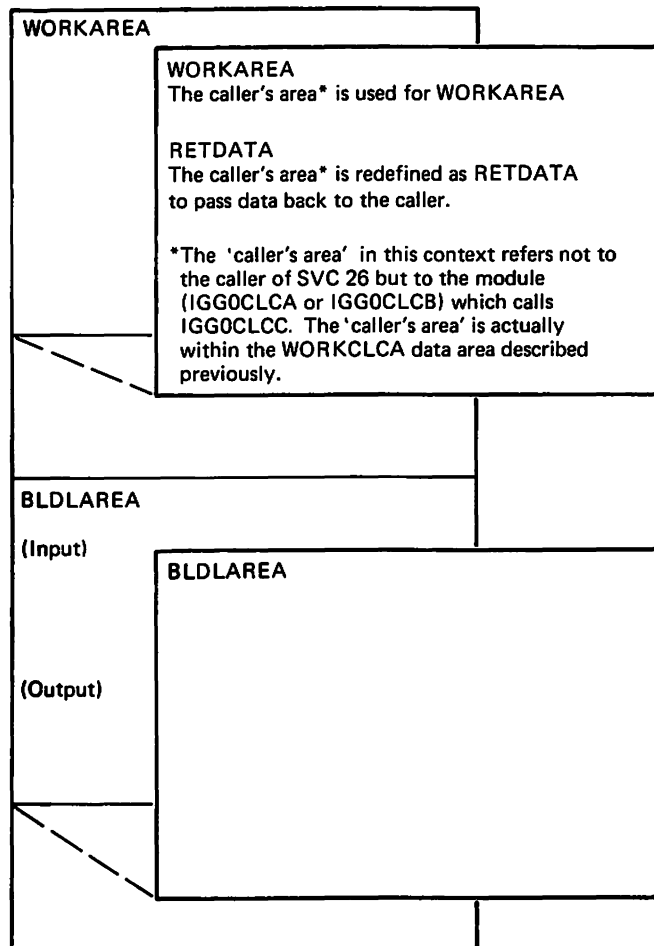 WORKAREA
WORKAREA
The caller's area* is used for WORKAREA
RETDATA
The caller's area* is redefined as RETDATA
to pass data back to the caller.
*The 'caller's area' in this context refers not to
the caller of SVC 26 but to the module
(IGG0CLCA or IGG0CLCB) which calls
IGG0CLCC. The 'caller's area' is actually
within the WORKCLCA data area described
previously.
BLDLAREA
(Input)
BLDLAREA
(Output)